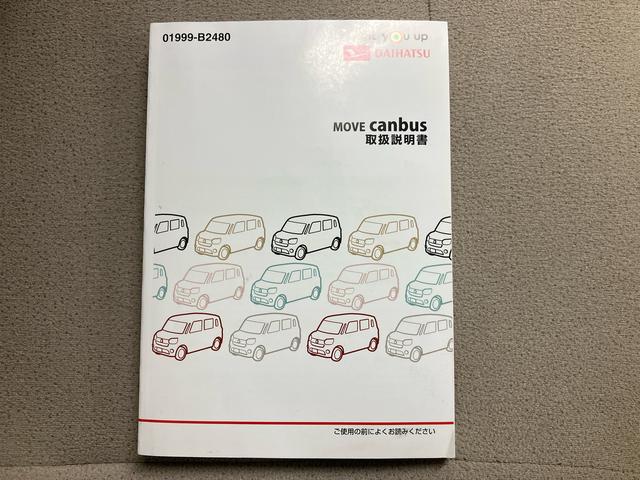 01999-B2480
you up
DAIHATSU
MOVE canbus
取扱説明書
ご使用の前によくお読みください